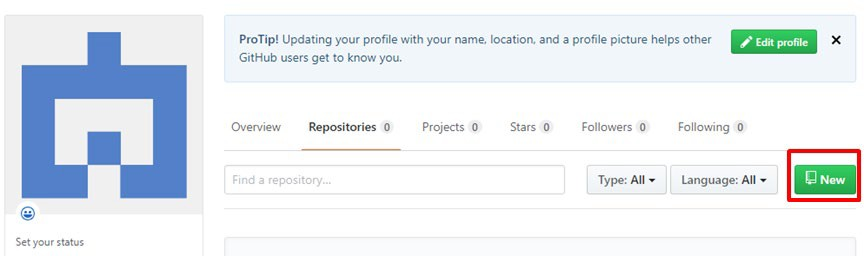 ProTip! Updating your profile with your name, location, and a profile picture helps other
GitHub users get to know you.
Edit profile
Overview Repositories 0 Projects 0 Stars 0 Followers 0 Following 0
Find a repository...
Type: All
Language: All
New
Set your status